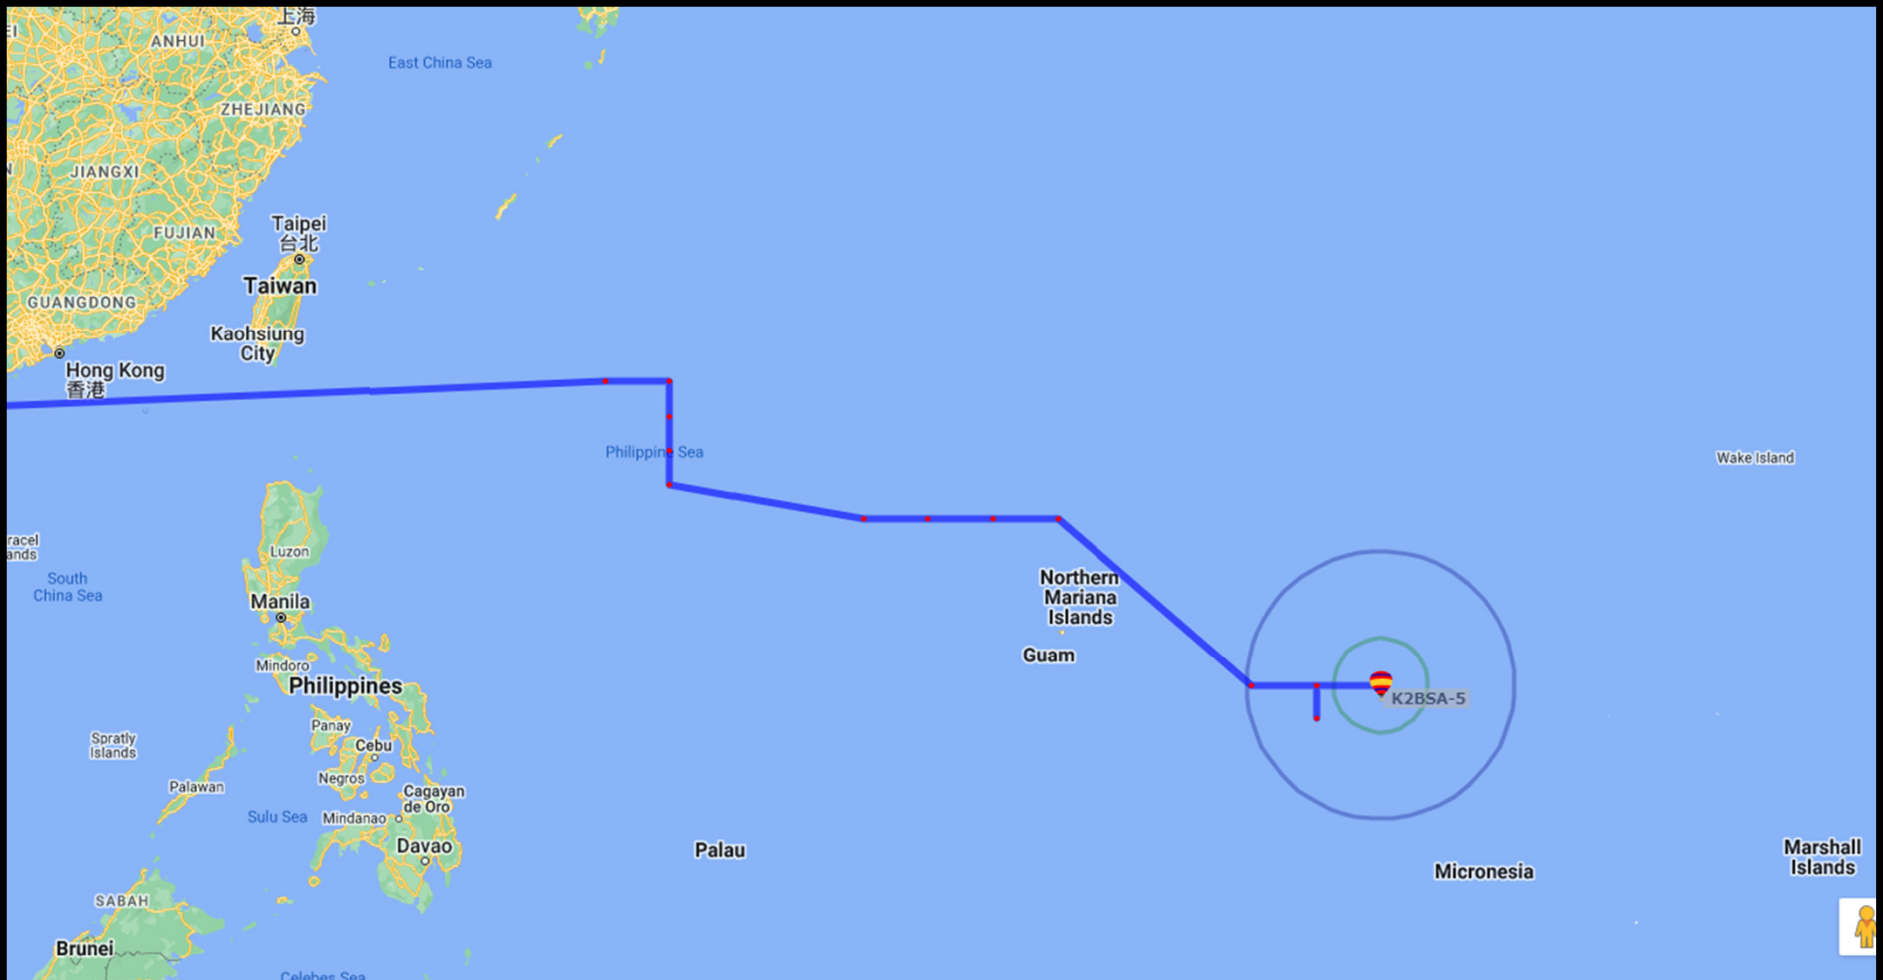 上海
EI
ANHUI
East China Sea
ZHEJIANG
N
JIANGXI
Taipei
台北
FUJIAN
Taiwan
GUANGDONG
Kaohsiung
City
Hong Kong
香港
Philippine Sea
Wake Island
racel
ands
Luzon
South
China Sea
Northern
Mariana
Islands
Manila
Guam
Mindoro
Philippines
K2BSA-5
Panay
Spratly
Islands
Cebu
Negros
Palawan
Cagayan
de Oro
Sulu Sea
Mindanao
Davao
Palau
Marshall
Islands
Micronesia
SABAH
Brunei
Celebes Sea